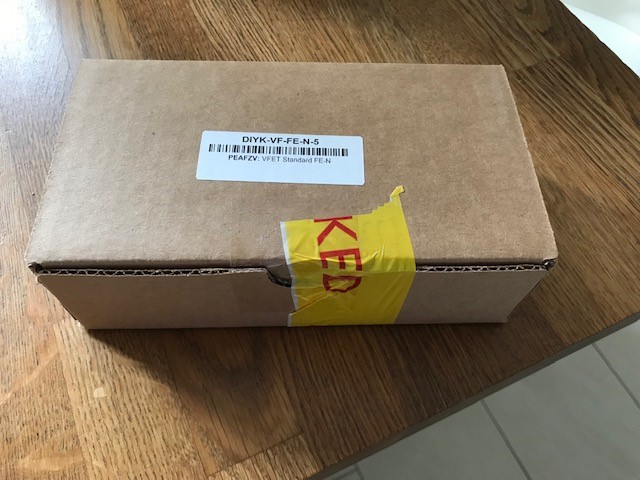 DIYK-VF-FE-N-5
PEAFZV: VFET Standard FE-N
KED